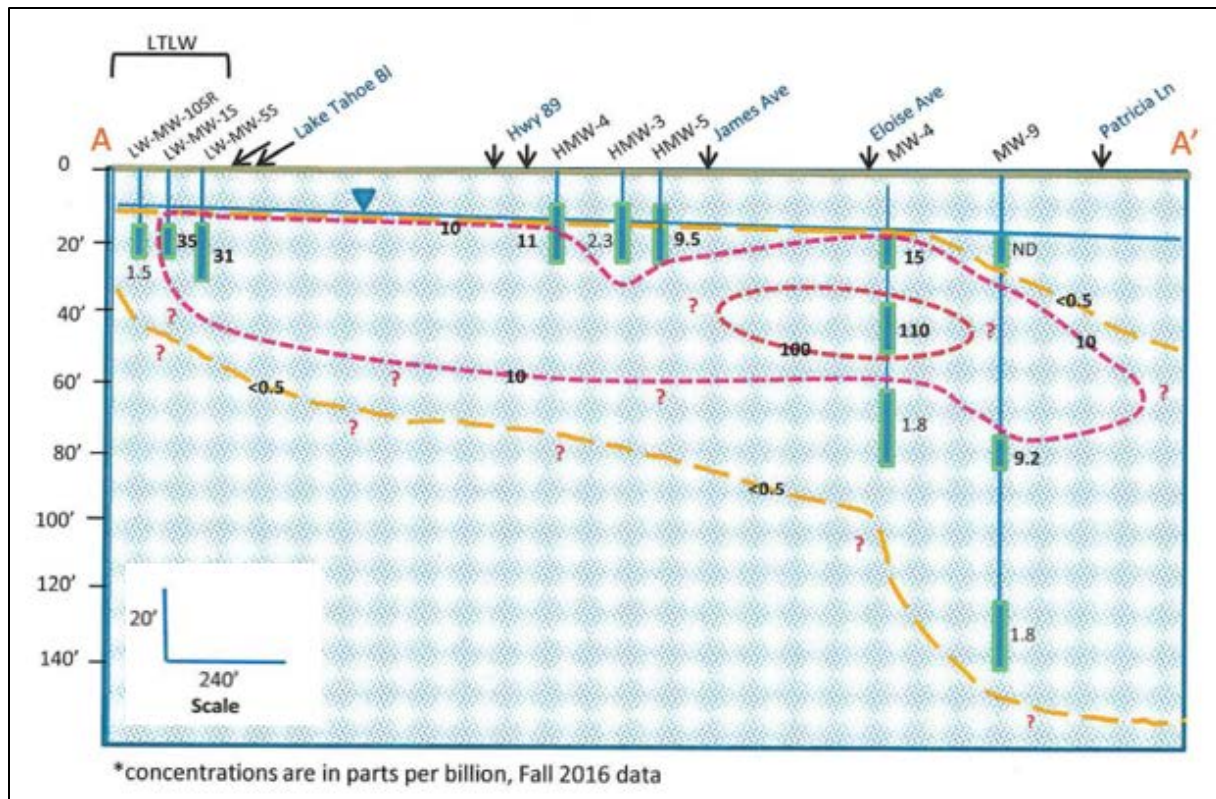 LTLW
LW-MW-10SR
LW-MW-1S
LW-MW-5S
Lake Tahoe Bl
Hwy 89
HMW-4
HMW-3
HMW-5
James Ave
Eloise Ave
MW-4
MW-9
Patricia Ln
A
A'
0
20'
40'
60'
80'
100'
120'
140'
1.5
35
31
10
11
2.3
9.5
15
ND
<0.5
10
?
?
100
110
?
?
?
<0.5
?
10
?
?
?
?
1.8
9.2
<0.5
?
1.8
?
20'
240'
Scale
*concentrations are in parts per billion, Fall 2016 data